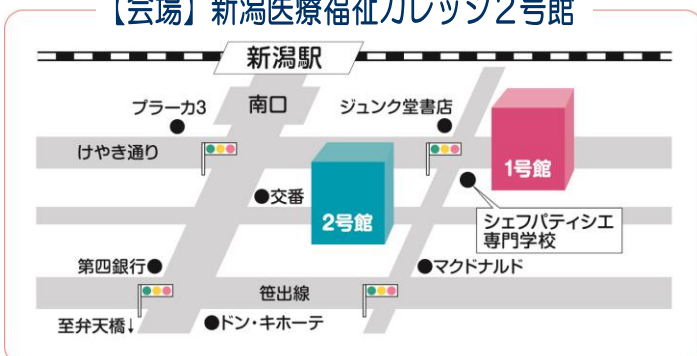 【会場】新潟医療福祉カレッジ2号館
新潟駅
プラーカ3
南口
ジュンク堂書店
けやき通り
1号館
●交番
2号館
シェフパティシエ
専門学校
第四銀行●
●マクドナルド
笹出線
至弁天橋↓
●ドン・キホーテ